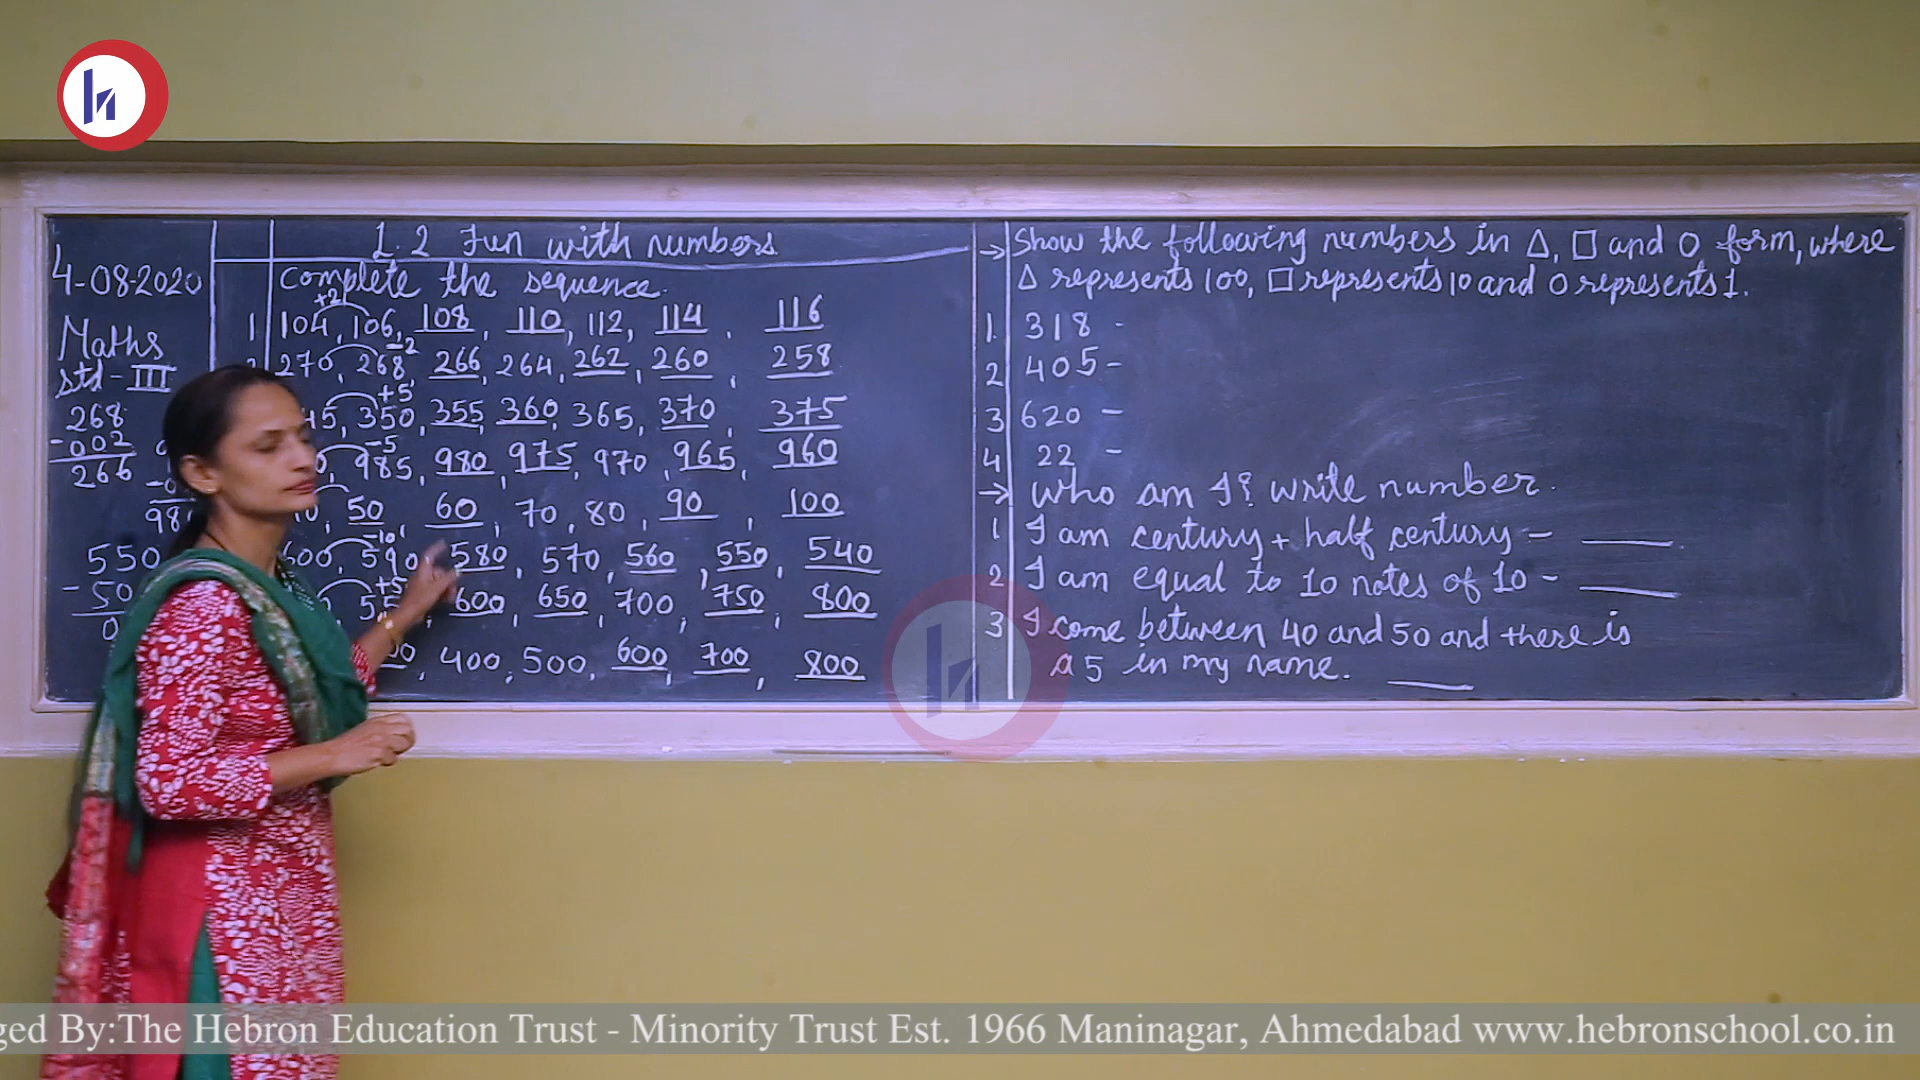 4-08-2020
Maths
std - III
268
-002
266
550
1.2 Fun with numbers
Complete the sequence.
+2
1 104, 106, 108, 110, 112, 114, 116
-2
270, 268, 266, 264, 262, 260, 258
+5
45, 350, 355, 360, 365, 370, 375
-5
985, 980, 975, 970, 965, 960
50, 60, 70, 80, 90, 100
-10
600, 590, 580, 570, 560, 550, 540
600, 650, 700, 750, 800
400, 500, 600, 700, 800
→ Show the following numbers in △, □ and O form, where
△ represents 100, □ represents 10 and O represents 1.
1. 318 -
2 405 -
3 620 -
4 22 -
→ Who am I? write number.
1 I am century + half century - ____.
2 I am equal to 10 notes of 10 - ____
3 I come between 40 and 50 and there is
a 5 in my name. ____
ged By:The Hebron Education Trust - Minority Trust Est. 1966 Maninagar, Ahmedabad www.hebronschool.co.in